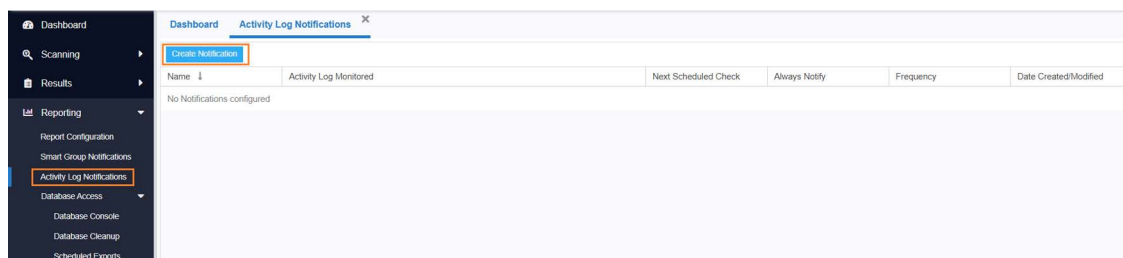 Dashboard
Scanning
Results
Reporting
Report Configuration
Smart Group Notifications
Activity Log Notifications
Database Access
Database Console
Database Cleanup
Scheduled Exports
Dashboard Activity Log Notifications
Create Notification
Name Activity Log Monitored Next Scheduled Check Always Notify Frequency Date Created/Modified
No Notifications configured